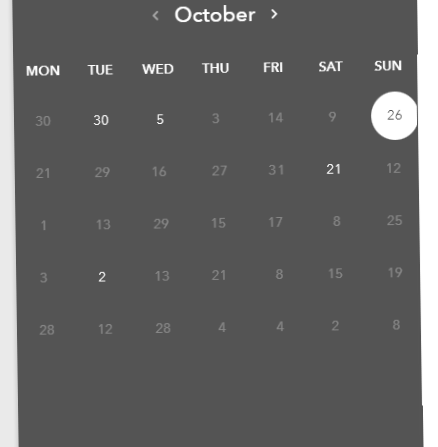 ‹ October ›
MON TUE WED THU FRI SAT SUN
30 30 5 3 14 9 26
21 29 16 27 31 21 12
1 13 29 15 17 8 25
3 2 13 21 8 15 19
28 12 28 4 4 2 8